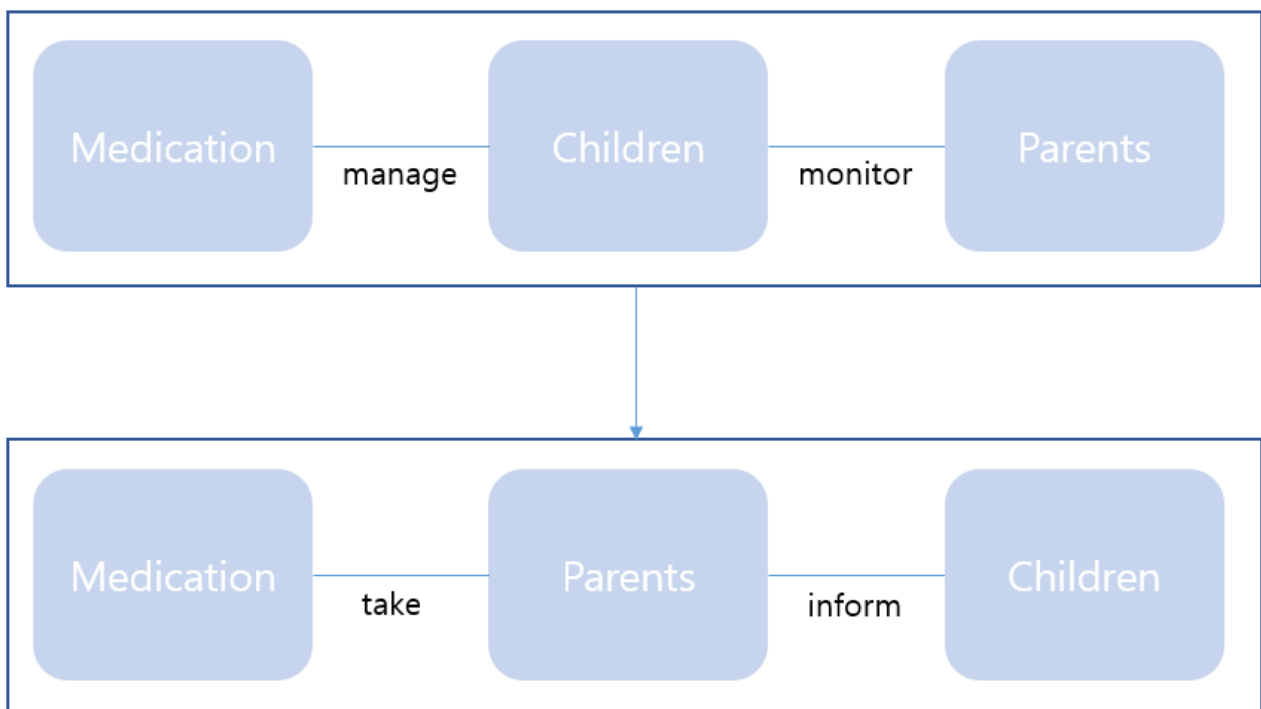 Medication
manage
Children
monitor
Parents
Medication
take
Parents
inform
Children